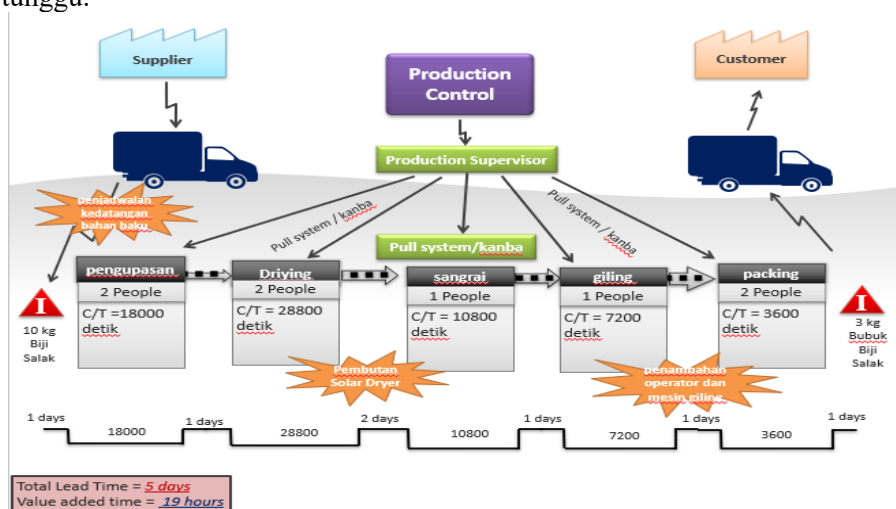 tunggu.
Supplier
Production
Control
Customer
Production Supervisor
penjadwalan
kedatangan
bahan baku
Pull system / kanba
Pull system/kanba
Pull system / kanba
pengupasan
2 People
C/T =18000
detik
Driying
2 People
C/T = 28800
detik
sangrai
1 People
C/T = 10800
detik
giling
1 People
C/T = 7200
detik
packing
2 People
C/T = 3600
detik
I
10 kg
Biji
Salak
I
3 kg
Bubuk
Biji
Salak
Pembutan
Solar Dryer
penambahan
operator dan
mesin giling
1 days
18000
1 days
28800
2 days
10800
1 days
7200
1 days
3600
1 days
Total Lead Time = 5 days
Value added time = 19 hours